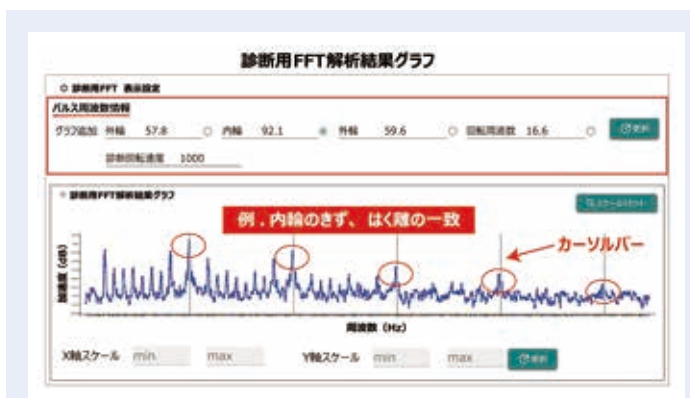 診断用FFT解析結果グラフ
診断用FFT 表示設定
パルス周波数情報
グラフ追加 外輪 57.8 内輪 92.1 外輪 59.6 回転周波数 16.6 更新
診断回転速度 1000
診断用FFT解析結果グラフ
例．内輪のきず、はく離の一致
カーソルバー
加速度 (dB)
周波数 (Hz)
X軸スケール min max Y軸スケール min max 更新